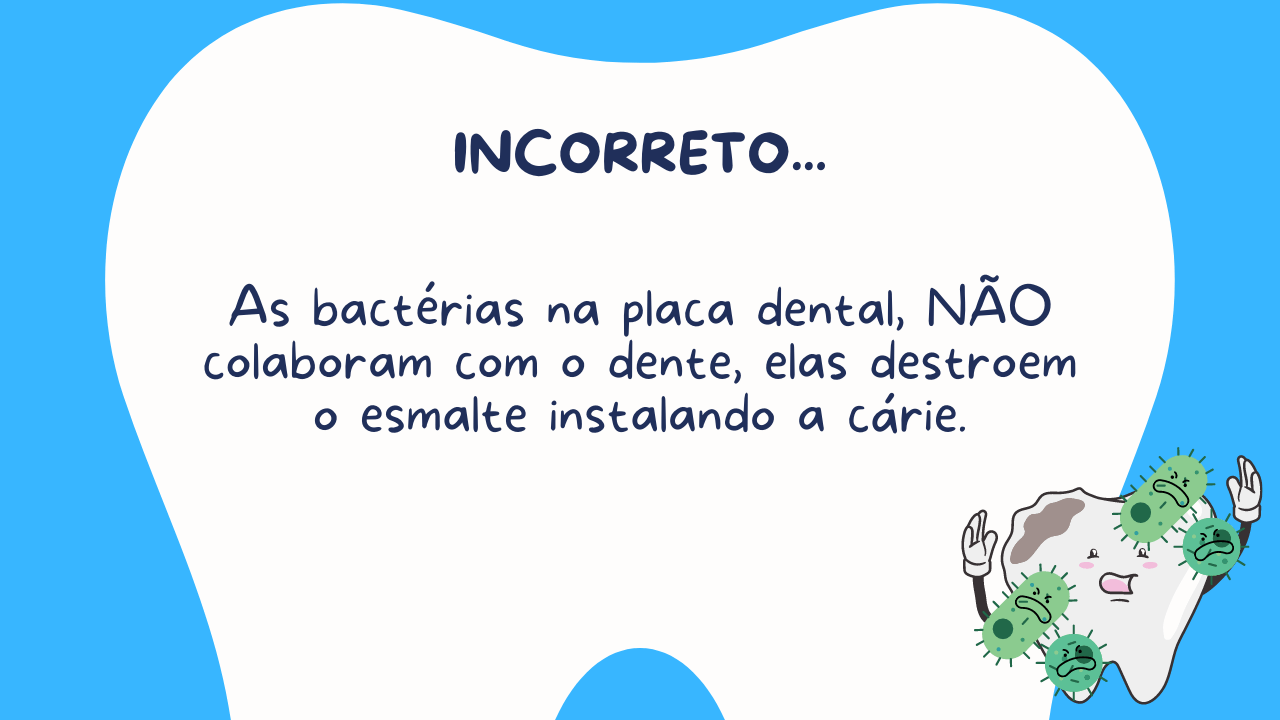 INCORRETO...
As bactérias na placa dental, NÃO
colaboram com o dente, elas destroem
o esmalte instalando a cárie.